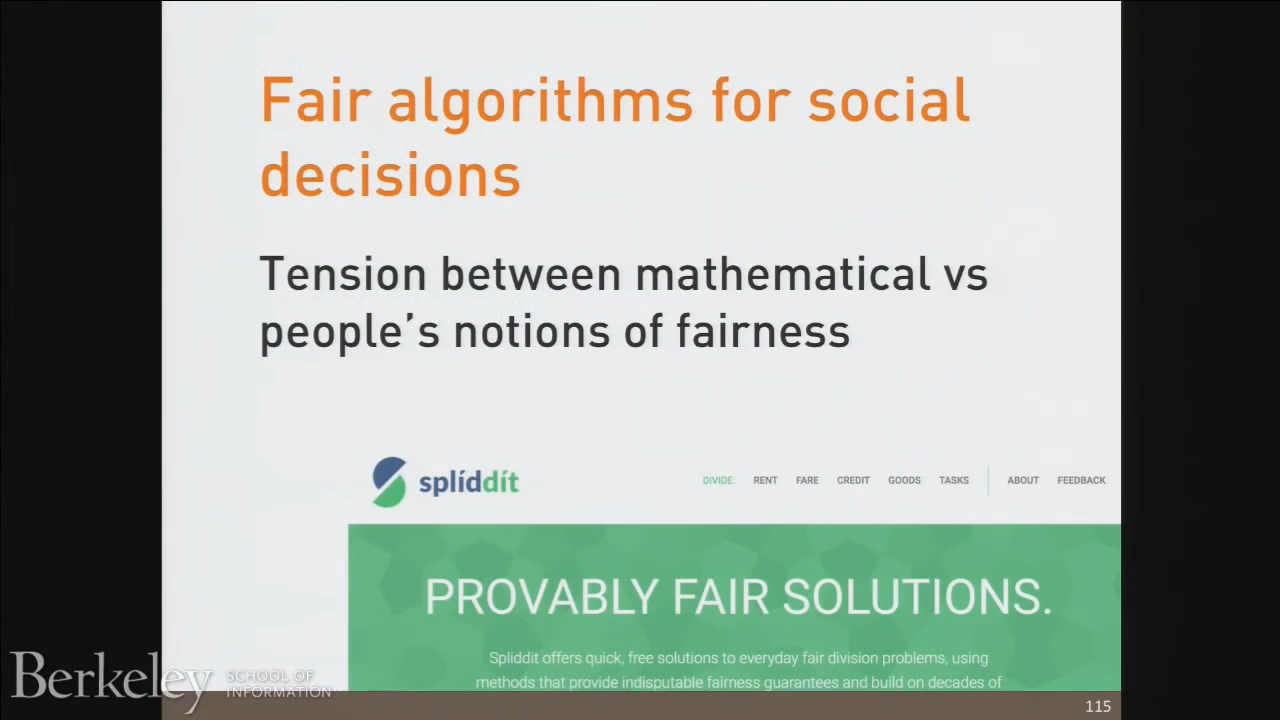 Fair algorithms for social
decisions
Tension between mathematical vs
people’s notions of fairness
splíddít
DIVIDE: RENT FARE CREDIT GOODS TASKS ABOUT FEEDBACK
PROVABLY FAIR SOLUTIONS.
Spliddit offers quick, free solutions to everyday fair division problems, using
methods that provide indisputable fairness guarantees and build on decades of
Berkeley SCHOOL OF
INFORMATION
115